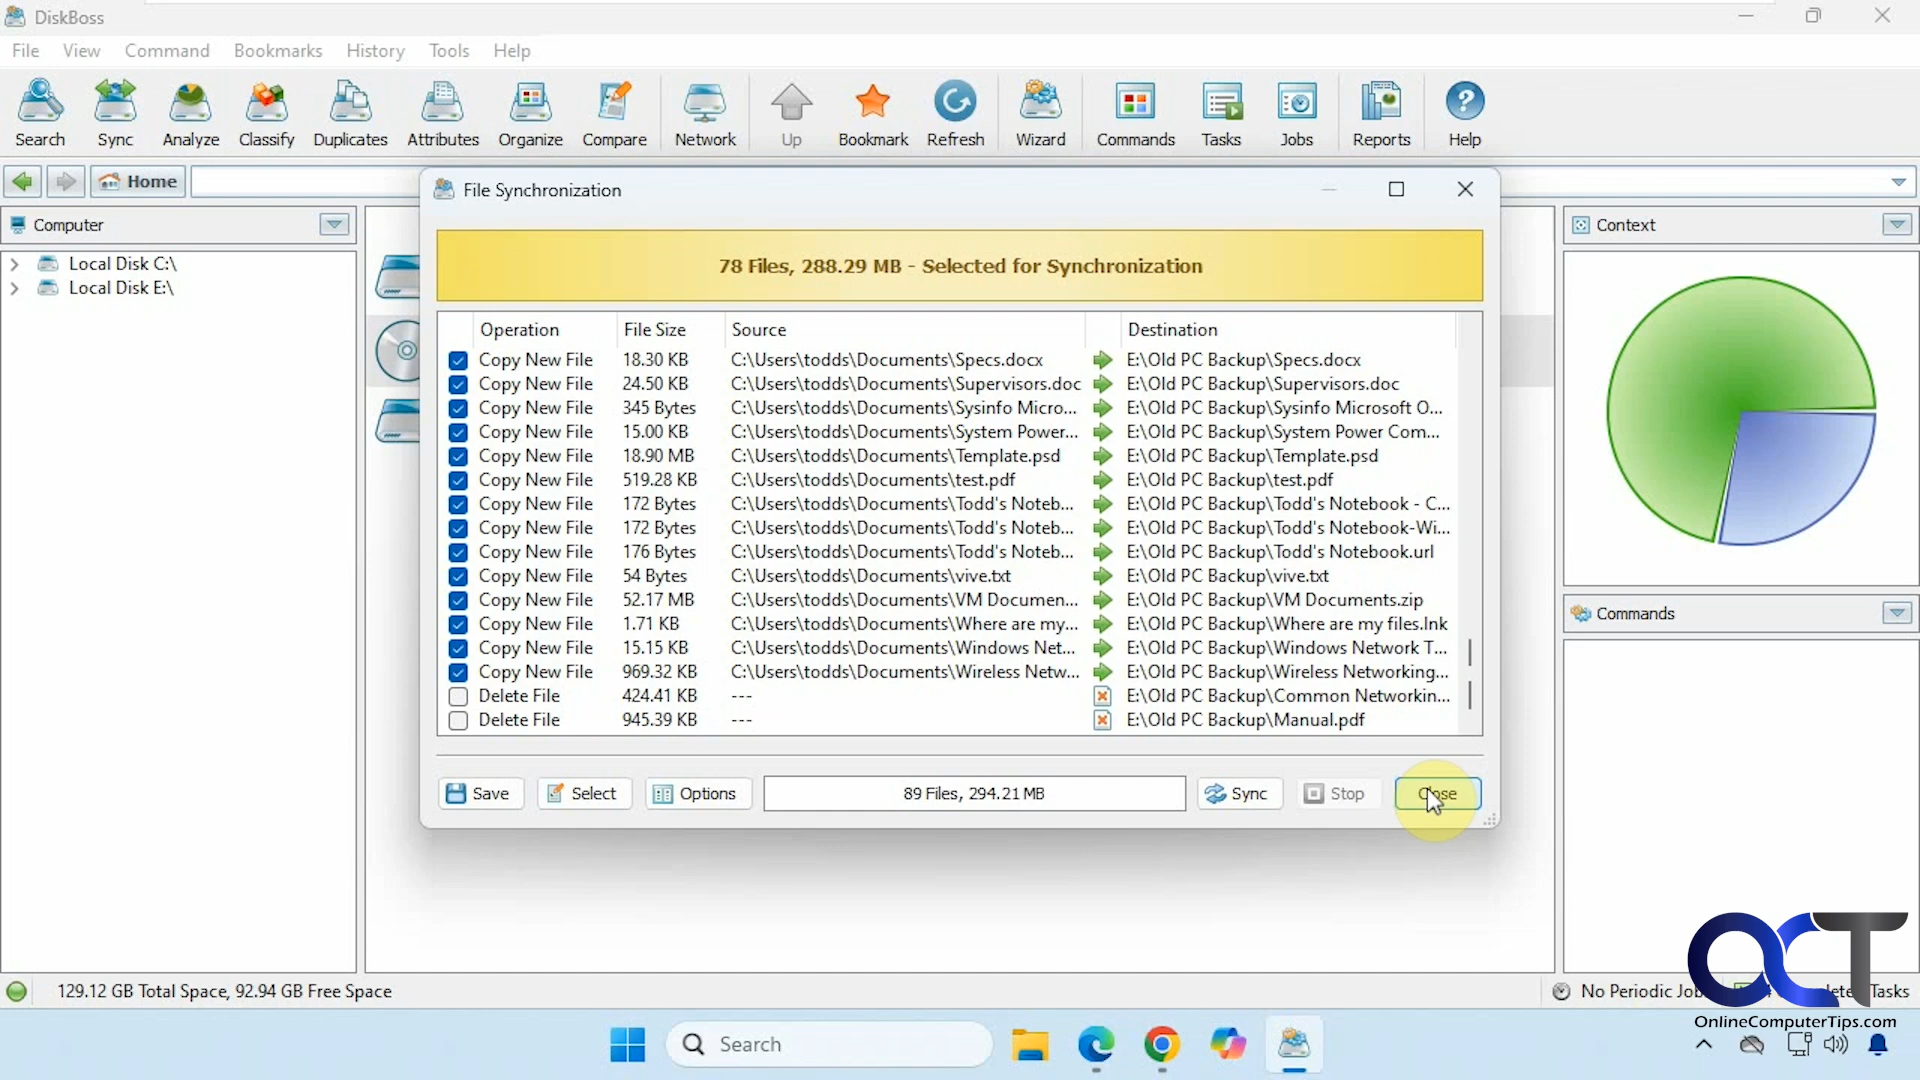 DiskBoss
File View Command Bookmarks History Tools Help
Search Sync Analyze Classify Duplicates Attributes Organize Compare Network Up Bookmark Refresh Wizard Commands Tasks Jobs Reports Help
Home
Computer
Local Disk C:\
Local Disk E:\
File Synchronization
78 Files, 288.29 MB - Selected for Synchronization
Operation File Size Source Destination
Copy New File 18.30 KB C:\Users\todds\Documents\Specs.docx E:\Old PC Backup\Specs.docx
Copy New File 24.50 KB C:\Users\todds\Documents\Supervisors.doc E:\Old PC Backup\Supervisors.doc
Copy New File 345 Bytes C:\Users\todds\Documents\Sysinfo Micro... E:\Old PC Backup\Sysinfo Microsoft O...
Copy New File 15.00 KB C:\Users\todds\Documents\System Power... E:\Old PC Backup\System Power Com...
Copy New File 18.90 MB C:\Users\todds\Documents\Template.psd E:\Old PC Backup\Template.psd
Copy New File 519.28 KB C:\Users\todds\Documents\test.pdf E:\Old PC Backup\test.pdf
Copy New File 172 Bytes C:\Users\todds\Documents\Todd's Noteb... E:\Old PC Backup\Todd's Notebook - C...
Copy New File 172 Bytes C:\Users\todds\Documents\Todd's Noteb... E:\Old PC Backup\Todd's Notebook-Wi...
Copy New File 176 Bytes C:\Users\todds\Documents\Todd's Noteb... E:\Old PC Backup\Todd's Notebook.url
Copy New File 54 Bytes C:\Users\todds\Documents\vive.txt E:\Old PC Backup\vive.txt
Copy New File 52.17 MB C:\Users\todds\Documents\VM Documen... E:\Old PC Backup\VM Documents.zip
Copy New File 1.71 KB C:\Users\todds\Documents\Where are my... E:\Old PC Backup\Where are my files.lnk
Copy New File 15.15 KB C:\Users\todds\Documents\Windows Net... E:\Old PC Backup\Windows Network T...
Copy New File 969.32 KB C:\Users\todds\Documents\Wireless Netw... E:\Old PC Backup\Wireless Networking...
Delete File 424.41 KB --- E:\Old PC Backup\Common Networkin...
Delete File 945.39 KB --- E:\Old PC Backup\Manual.pdf
Save Select Options 89 Files, 294.21 MB Sync Stop Close
Context
Commands
129.12 GB Total Space, 92.94 GB Free Space
No Periodic Tasks
OCT
OnlineComputerTips.com
Search